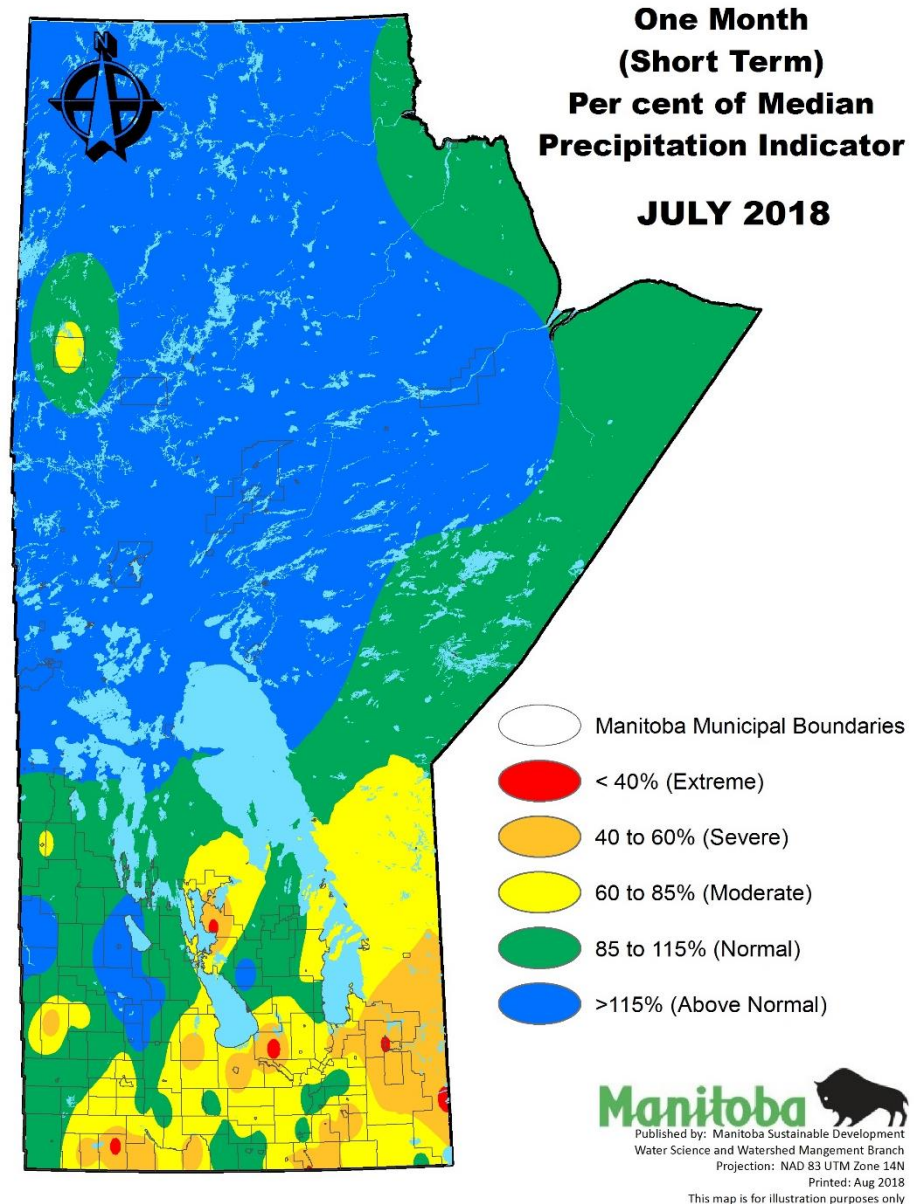 One Month
(Short Term)
Per cent of Median
Precipitation Indicator
JULY 2018
N
Manitoba Municipal Boundaries
< 40% (Extreme)
40 to 60% (Severe)
60 to 85% (Moderate)
85 to 115% (Normal)
>115% (Above Normal)
Manitoba
Published by: Manitoba Sustainable Development
Water Science and Watershed Mangement Branch
Projection: NAD 83 UTM Zone 14N
Printed: Aug 2018
This map is for illustration purposes only